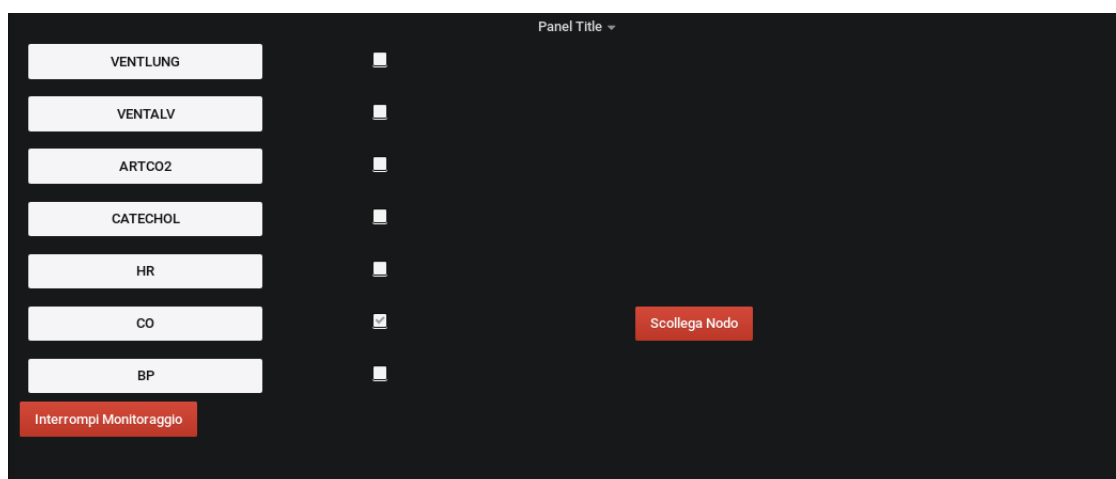 Panel Title
VENTLUNG
VENTALV
ARTCO2
CATECHOL
HR
CO
Scollega Nodo
BP
Interrompi Monitoraggio